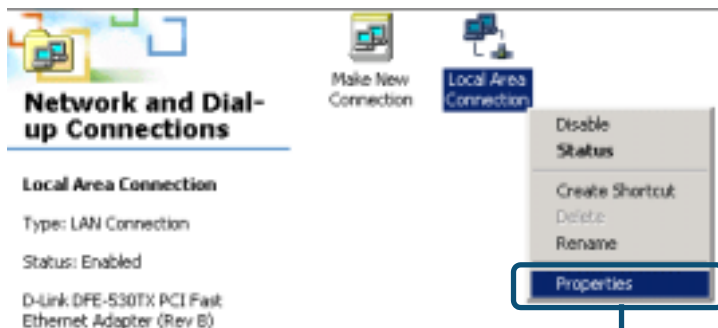 Network and Dial-
up Connections
Local Area Connection
Type: LAN Connection
Status: Enabled
D-Link DFE-530TX PCI Fast
Ethernet Adapter (Rev B)
Make New
Connection
Local Area
Connection
Disable
Status
Create Shortcut
Delete
Rename
Properties